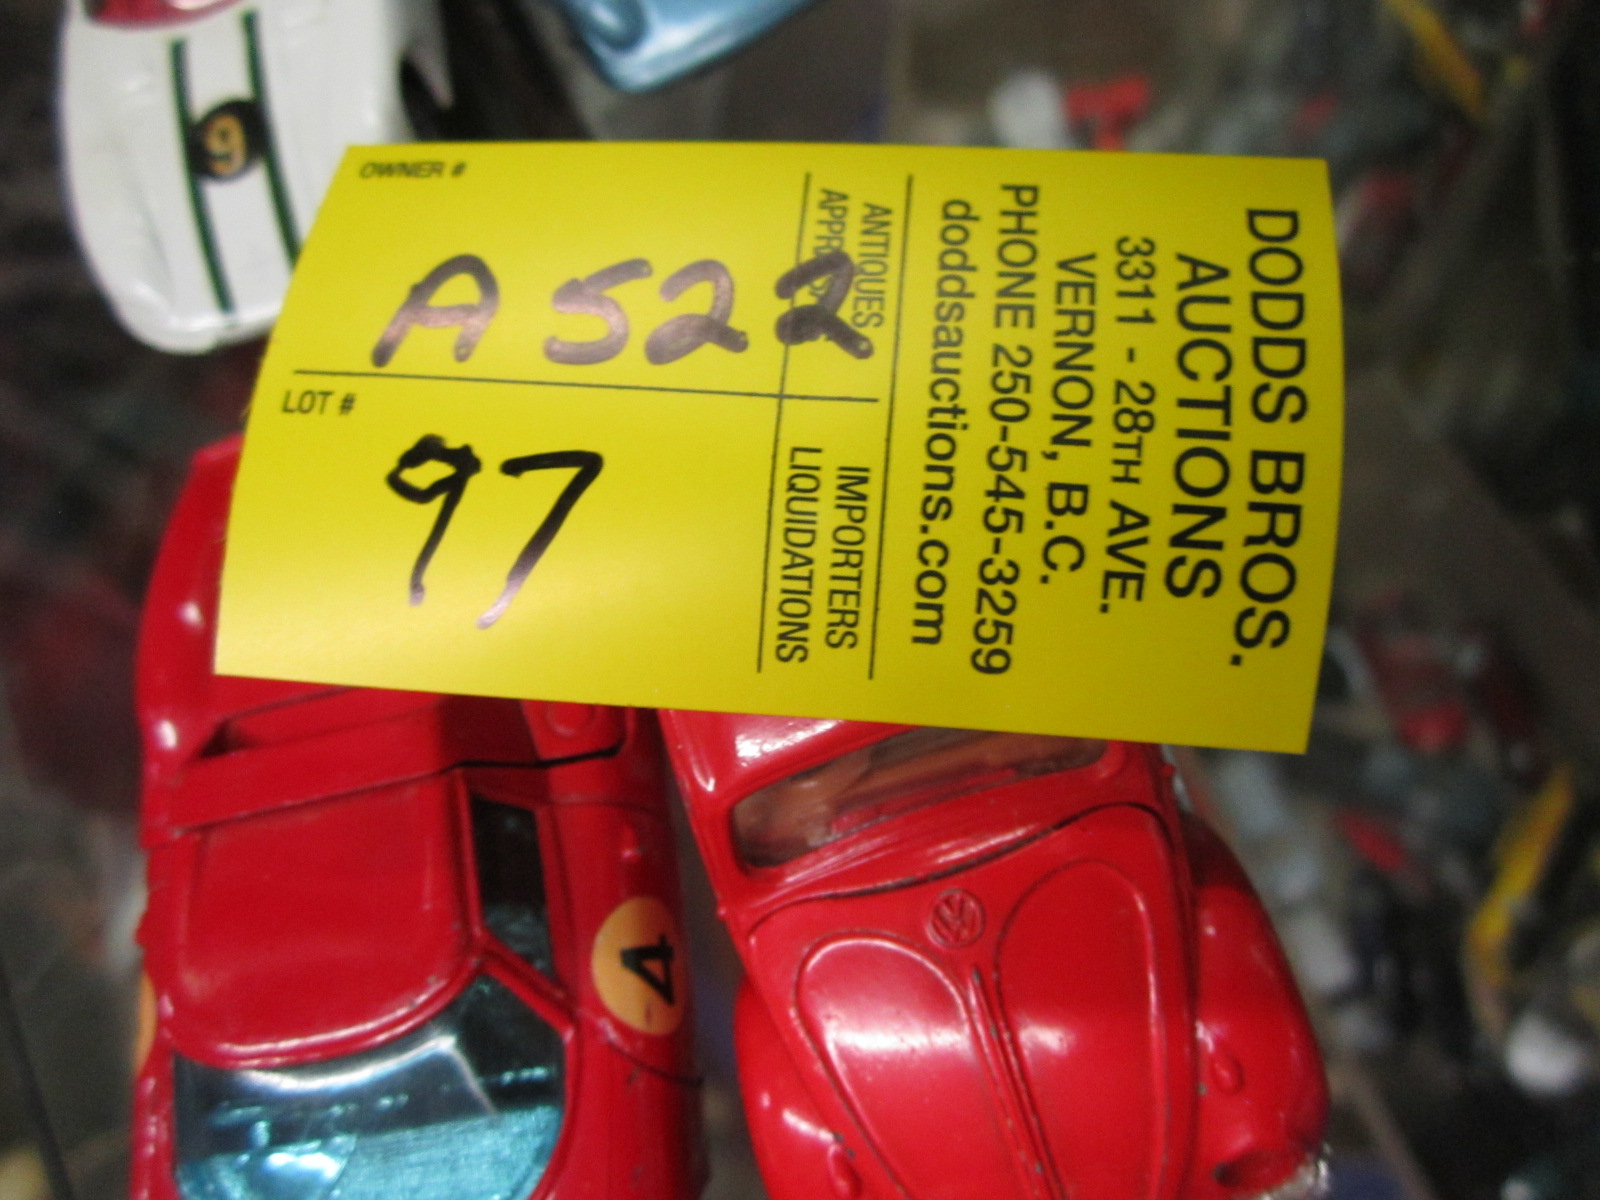 DODDS BROS.
AUCTIONS
3311 - 28TH AVE.
VERNON, B.C.
PHONE 250-545-3259
doddsauctions.com
ANTIQUES
IMPORTERS
LIQUIDATIONS
OWNER #
A522
LOT #
97
9
4